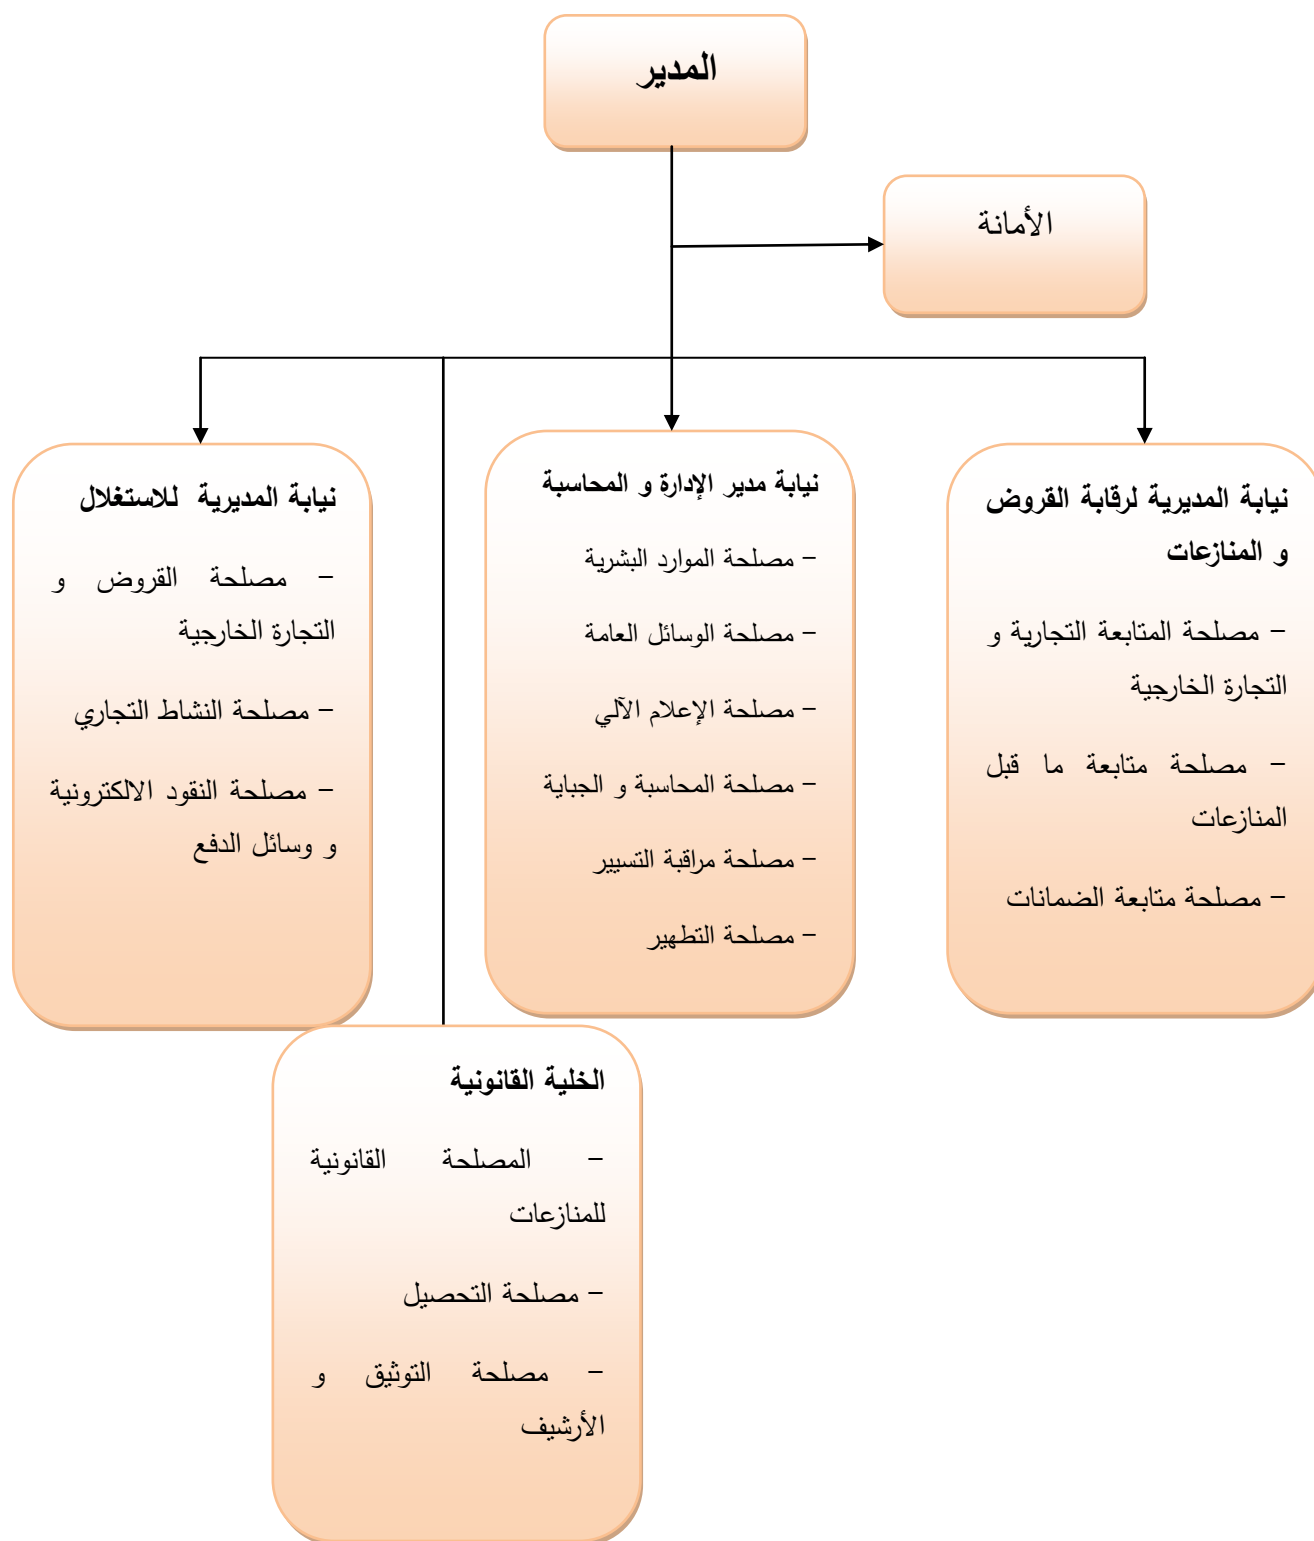 المدير
الأمانة
نيابة المديرية لرقابة القروض
و المنازعات
– مصلحة المتابعة التجارية و
التجارة الخارجية
– مصلحة متابعة ما قبل
المنازعات
– مصلحة متابعة الضمانات
نيابة مدير الإدارة و المحاسبة
– مصلحة الموارد البشرية
– مصلحة الوسائل العامة
– مصلحة الإعلام الآلي
– مصلحة المحاسبة و الجباية
– مصلحة مراقبة التسيير
– مصلحة التطهير
نيابة المديرية للاستغلال
– مصلحة القروض و
التجارة الخارجية
– مصلحة النشاط التجاري
– مصلحة النقود الالكترونية
و وسائل الدفع
الخلية القانونية
– المصلحة القانونية
للمنازعات
– مصلحة التحصيل
– مصلحة التوثيق و
الأرشيف